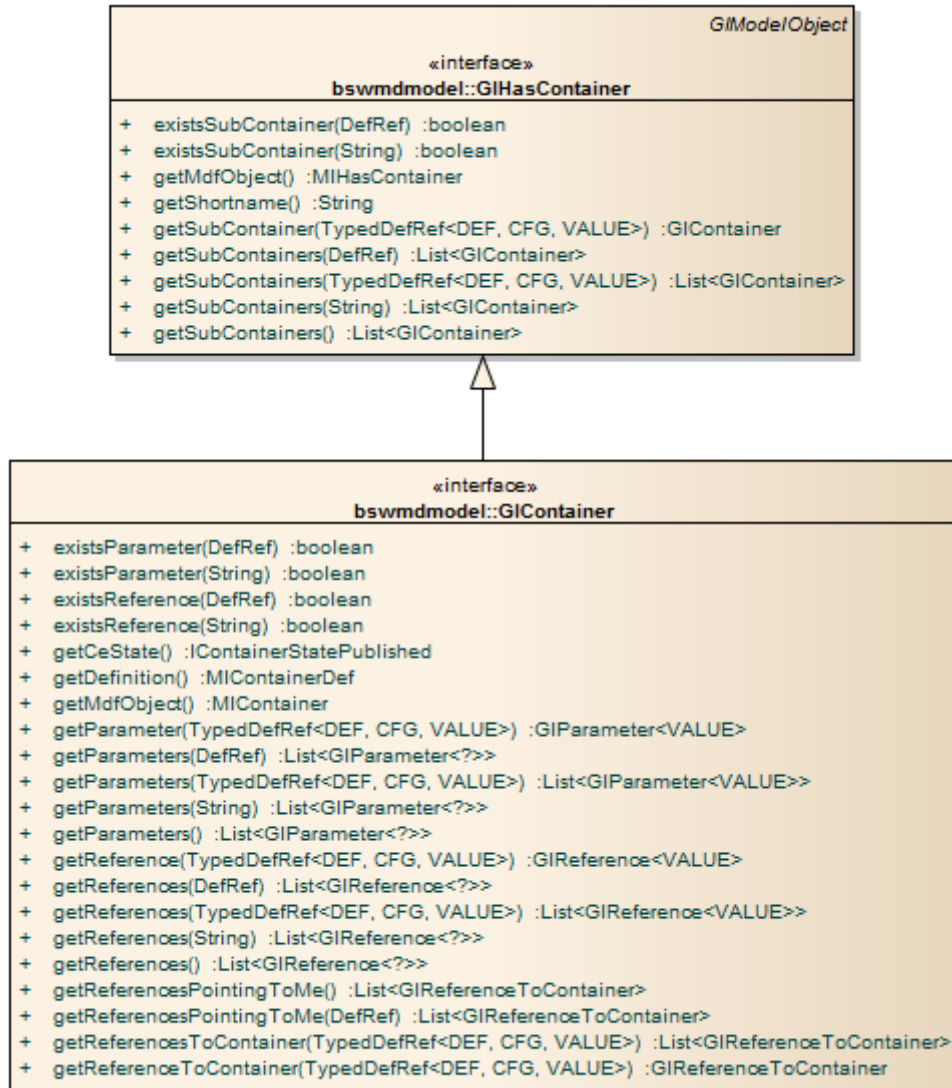 GIModelObject
«interface»
bswmdmodel::GIHasContainer
+ existsSubContainer(DefRef) :boolean
+ existsSubContainer(String) :boolean
+ getMdfObject() :MIHasContainer
+ getShortname() :String
+ getSubContainer(TypedDefRef<DEF, CFG, VALUE>) :GIContainer
+ getSubContainers(DefRef) :List<GIContainer>
+ getSubContainers(TypedDefRef<DEF, CFG, VALUE>) :List<GIContainer>
+ getSubContainers(String) :List<GIContainer>
+ getSubContainers() :List<GIContainer>
«interface»
bswmdmodel::GIContainer
+ existsParameter(DefRef) :boolean
+ existsParameter(String) :boolean
+ existsReference(DefRef) :boolean
+ existsReference(String) :boolean
+ getCeState() :IContainerStatePublished
+ getDefinition() :MIContainerDef
+ getMdfObject() :MIContainer
+ getParameter(TypedDefRef<DEF, CFG, VALUE>) :GIParameter<VALUE>
+ getParameters(DefRef) :List<GIParameter<?>>
+ getParameters(TypedDefRef<DEF, CFG, VALUE>) :List<GIParameter<VALUE>>
+ getParameters(String) :List<GIParameter<?>>
+ getParameters() :List<GIParameter<?>>
+ getReference(TypedDefRef<DEF, CFG, VALUE>) :GIReference<VALUE>
+ getReferences(DefRef) :List<GIReference<?>>
+ getReferences(TypedDefRef<DEF, CFG, VALUE>) :List<GIReference<VALUE>>
+ getReferences(String) :List<GIReference<?>>
+ getReferences() :List<GIReference<?>>
+ getReferencesPointingToMe() :List<GIReferenceToContainer>
+ getReferencesPointingToMe(DefRef) :List<GIReferenceToContainer>
+ getReferencesToContainer(TypedDefRef<DEF, CFG, VALUE>) :List<GIReferenceToContainer>
+ getReferenceToContainer(TypedDefRef<DEF, CFG, VALUE>) :GIReferenceToContainer